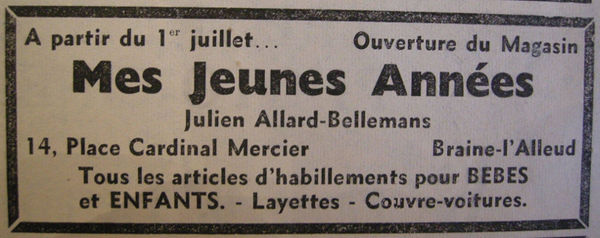 A partir du 1er juillet... Ouverture du Magasin
Mes Jeunes Années
Julien Allard-Bellemans
14, Place Cardinal Mercier Braine-l'Alleud
Tous les articles d'habillements pour BEBES
et ENFANTS. - Layettes - Couvre-voitures.